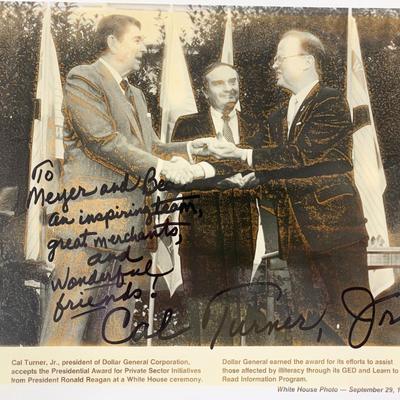 To
Meyer and Bea
an inspiring team,
great merchants,
and
Wonderful
friends!
Cal Turner, Jr.
Cal Turner, Jr., president of Dollar General Corporation,
accepts the Presidential Award for Private Sector Initiatives
from President Ronald Reagan at a White House ceremony.
Dollar General earned the award for its efforts to assist
those affected by illiteracy through its GED and Learn to
Read Information Program.
White House Photo — September 29, 1